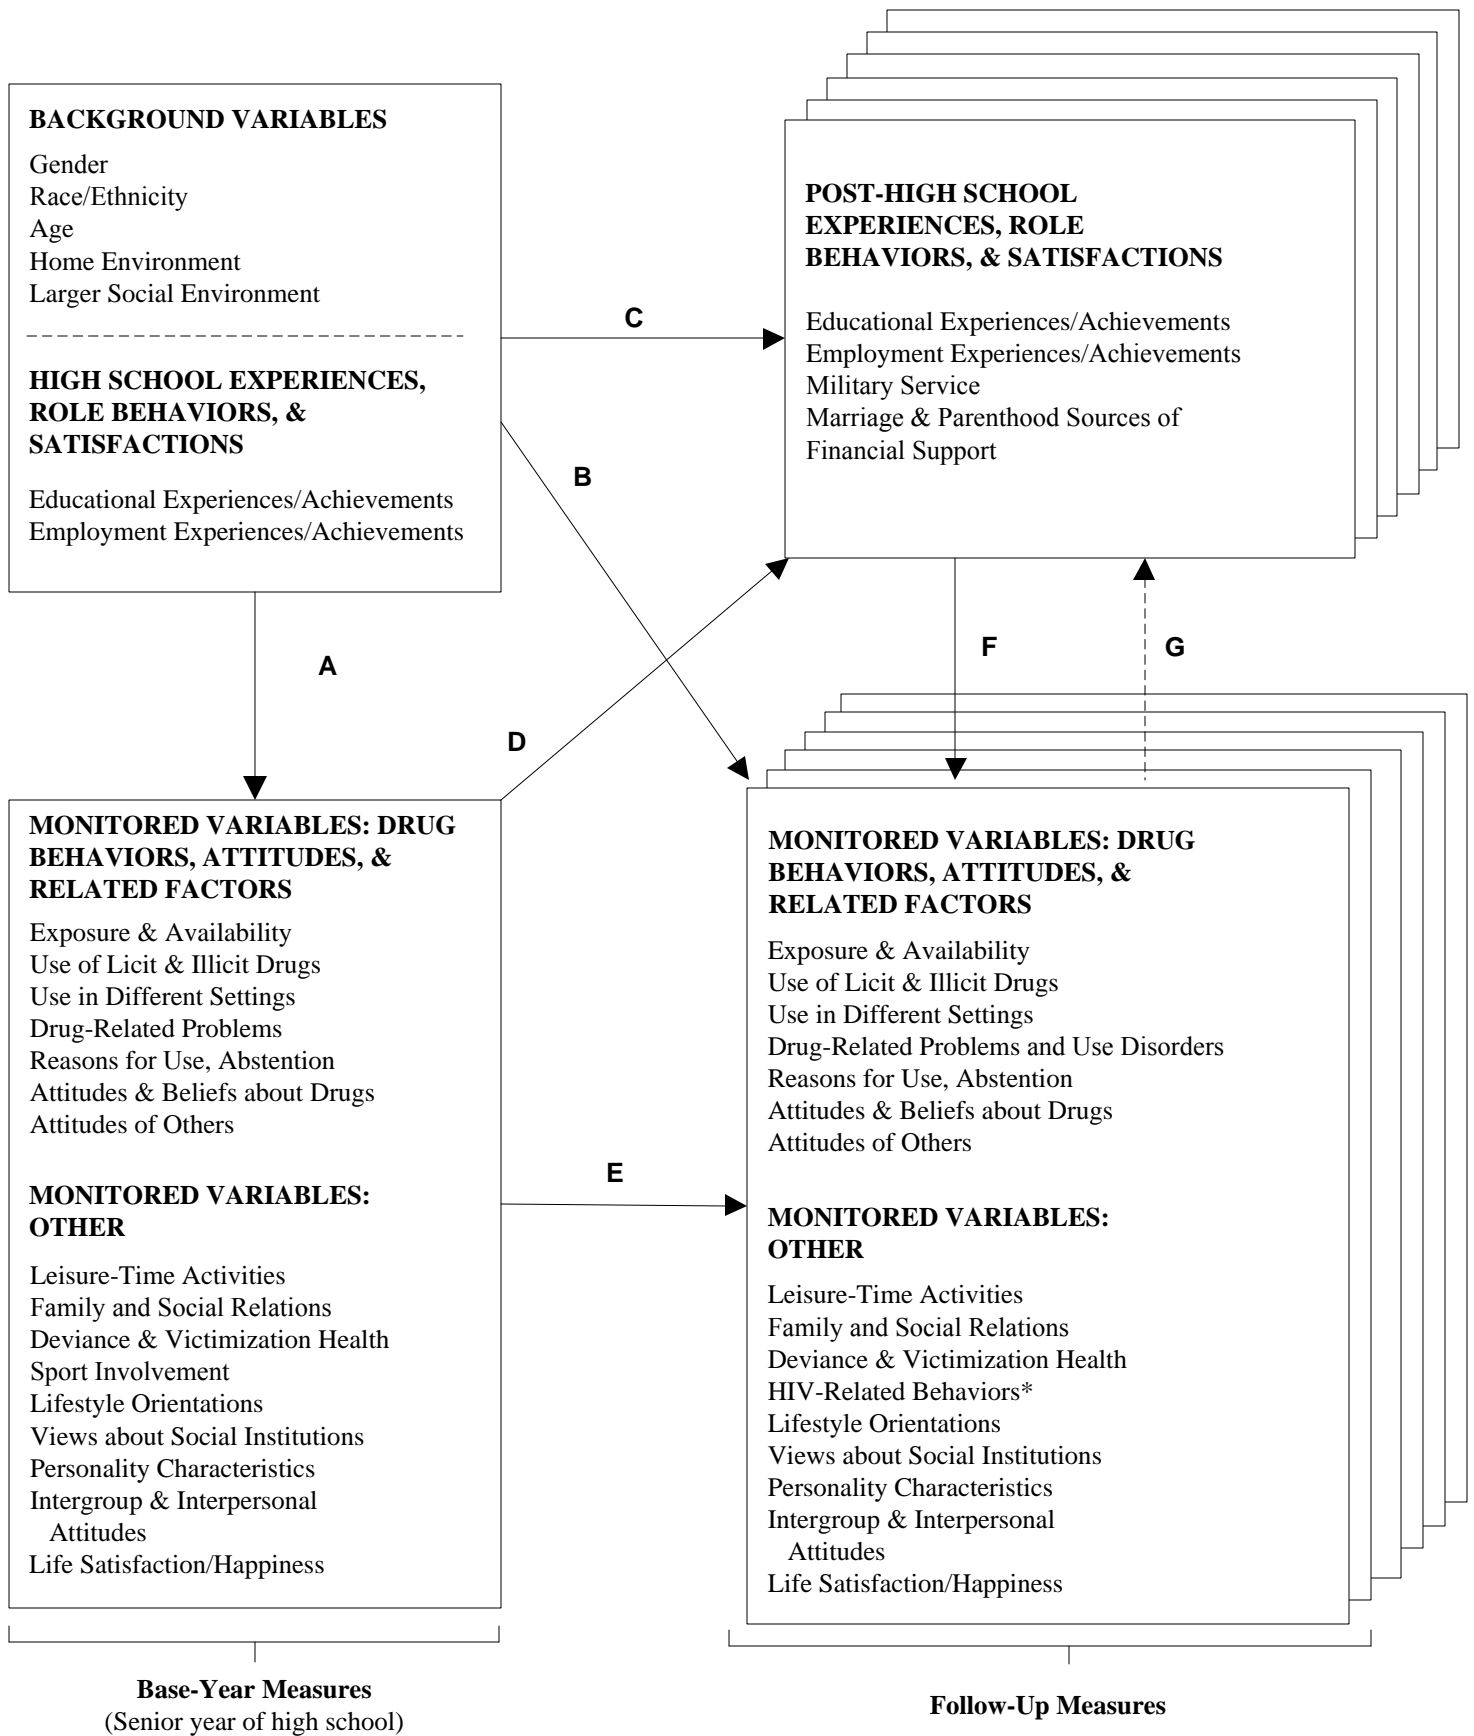 BACKGROUND VARIABLES
Gender
Race/Ethnicity
Age
Home Environment
Larger Social Environment
HIGH SCHOOL EXPERIENCES,
ROLE BEHAVIORS, &
SATISFACTIONS
Educational Experiences/Achievements
Employment Experiences/Achievements
C
B
POST-HIGH SCHOOL
EXPERIENCES, ROLE
BEHAVIORS, & SATISFACTIONS
Educational Experiences/Achievements
Employment Experiences/Achievements
Military Service
Marriage & Parenthood Sources of
Financial Support
A
D
F
G
MONITORED VARIABLES: DRUG
BEHAVIORS, ATTITUDES, &
RELATED FACTORS
Exposure & Availability
Use of Licit & Illicit Drugs
Use in Different Settings
Drug-Related Problems
Reasons for Use, Abstention
Attitudes & Beliefs about Drugs
Attitudes of Others
MONITORED VARIABLES:
OTHER
Leisure-Time Activities
Family and Social Relations
Deviance & Victimization Health
Sport Involvement
Lifestyle Orientations
Views about Social Institutions
Personality Characteristics
Intergroup & Interpersonal
Attitudes
Life Satisfaction/Happiness
E
MONITORED VARIABLES: DRUG
BEHAVIORS, ATTITUDES, &
RELATED FACTORS
Exposure & Availability
Use of Licit & Illicit Drugs
Use in Different Settings
Drug-Related Problems and Use Disorders
Reasons for Use, Abstention
Attitudes & Beliefs about Drugs
Attitudes of Others
MONITORED VARIABLES:
OTHER
Leisure-Time Activities
Family and Social Relations
Deviance & Victimization Health
HIV-Related Behaviors*
Lifestyle Orientations
Views about Social Institutions
Personality Characteristics
Intergroup & Interpersonal
Attitudes
Life Satisfaction/Happiness
Base-Year Measures
(Senior year of high school)
Follow-Up Measures